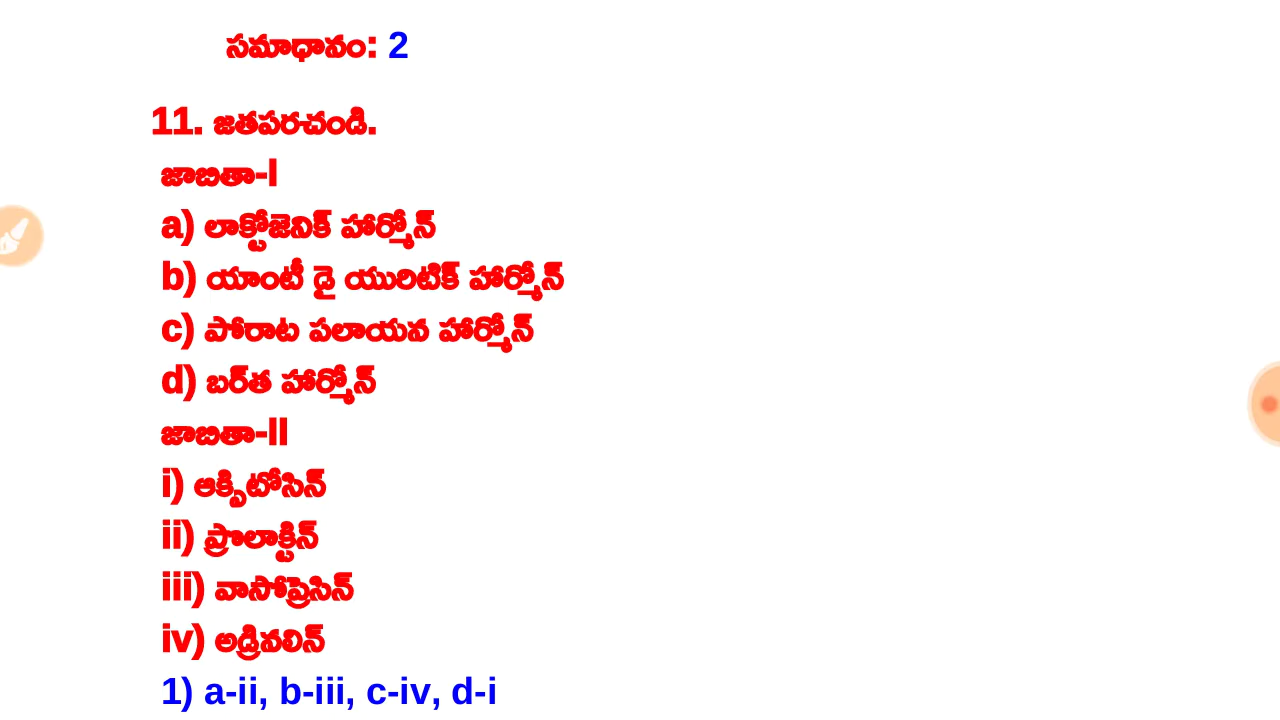 సమాధానం: 2
11. జతపరచండి.
జాబితా-I
a) లాక్టోజెనిక్ హార్మోన్
b) యాంటీ డై యురిటిక్ హార్మోన్
c) పోరాట పలాయన హార్మోన్
d) బర్త హార్మోన్
జాబితా-II
i) ఆక్సిటోసిన్
ii) ప్రొలాక్టిన్
iii) వాసోప్రెసిన్
iv) అడ్రినలిన్
1) a-ii, b-iii, c-iv, d-i